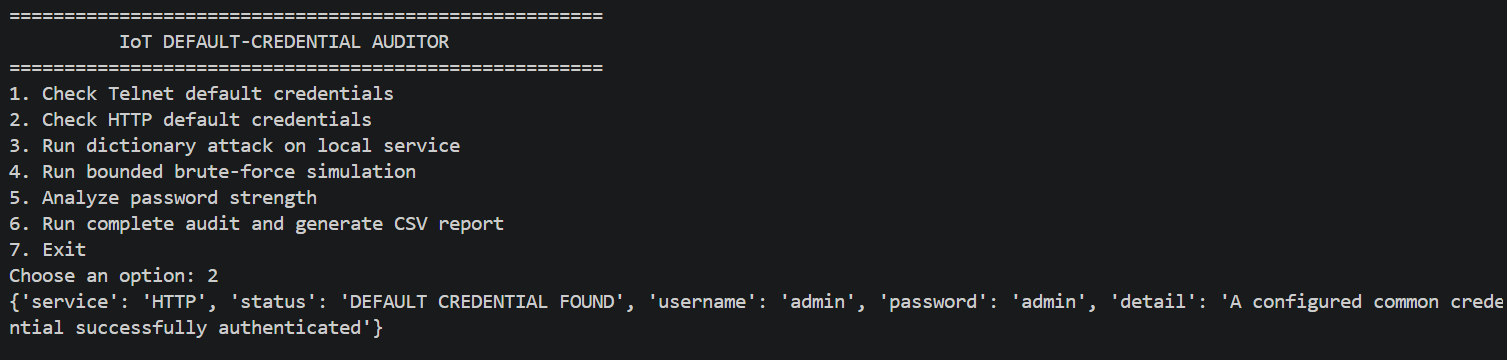 ======================================================
IoT DEFAULT-CREDENTIAL AUDITOR
======================================================
1. Check Telnet default credentials
2. Check HTTP default credentials
3. Run dictionary attack on local service
4. Run bounded brute-force simulation
5. Analyze password strength
6. Run complete audit and generate CSV report
7. Exit
Choose an option: 2
{'service': 'HTTP', 'status': 'DEFAULT CREDENTIAL FOUND', 'username': 'admin', 'password': 'admin', 'detail': 'A configured common crede
ntial successfully authenticated'}